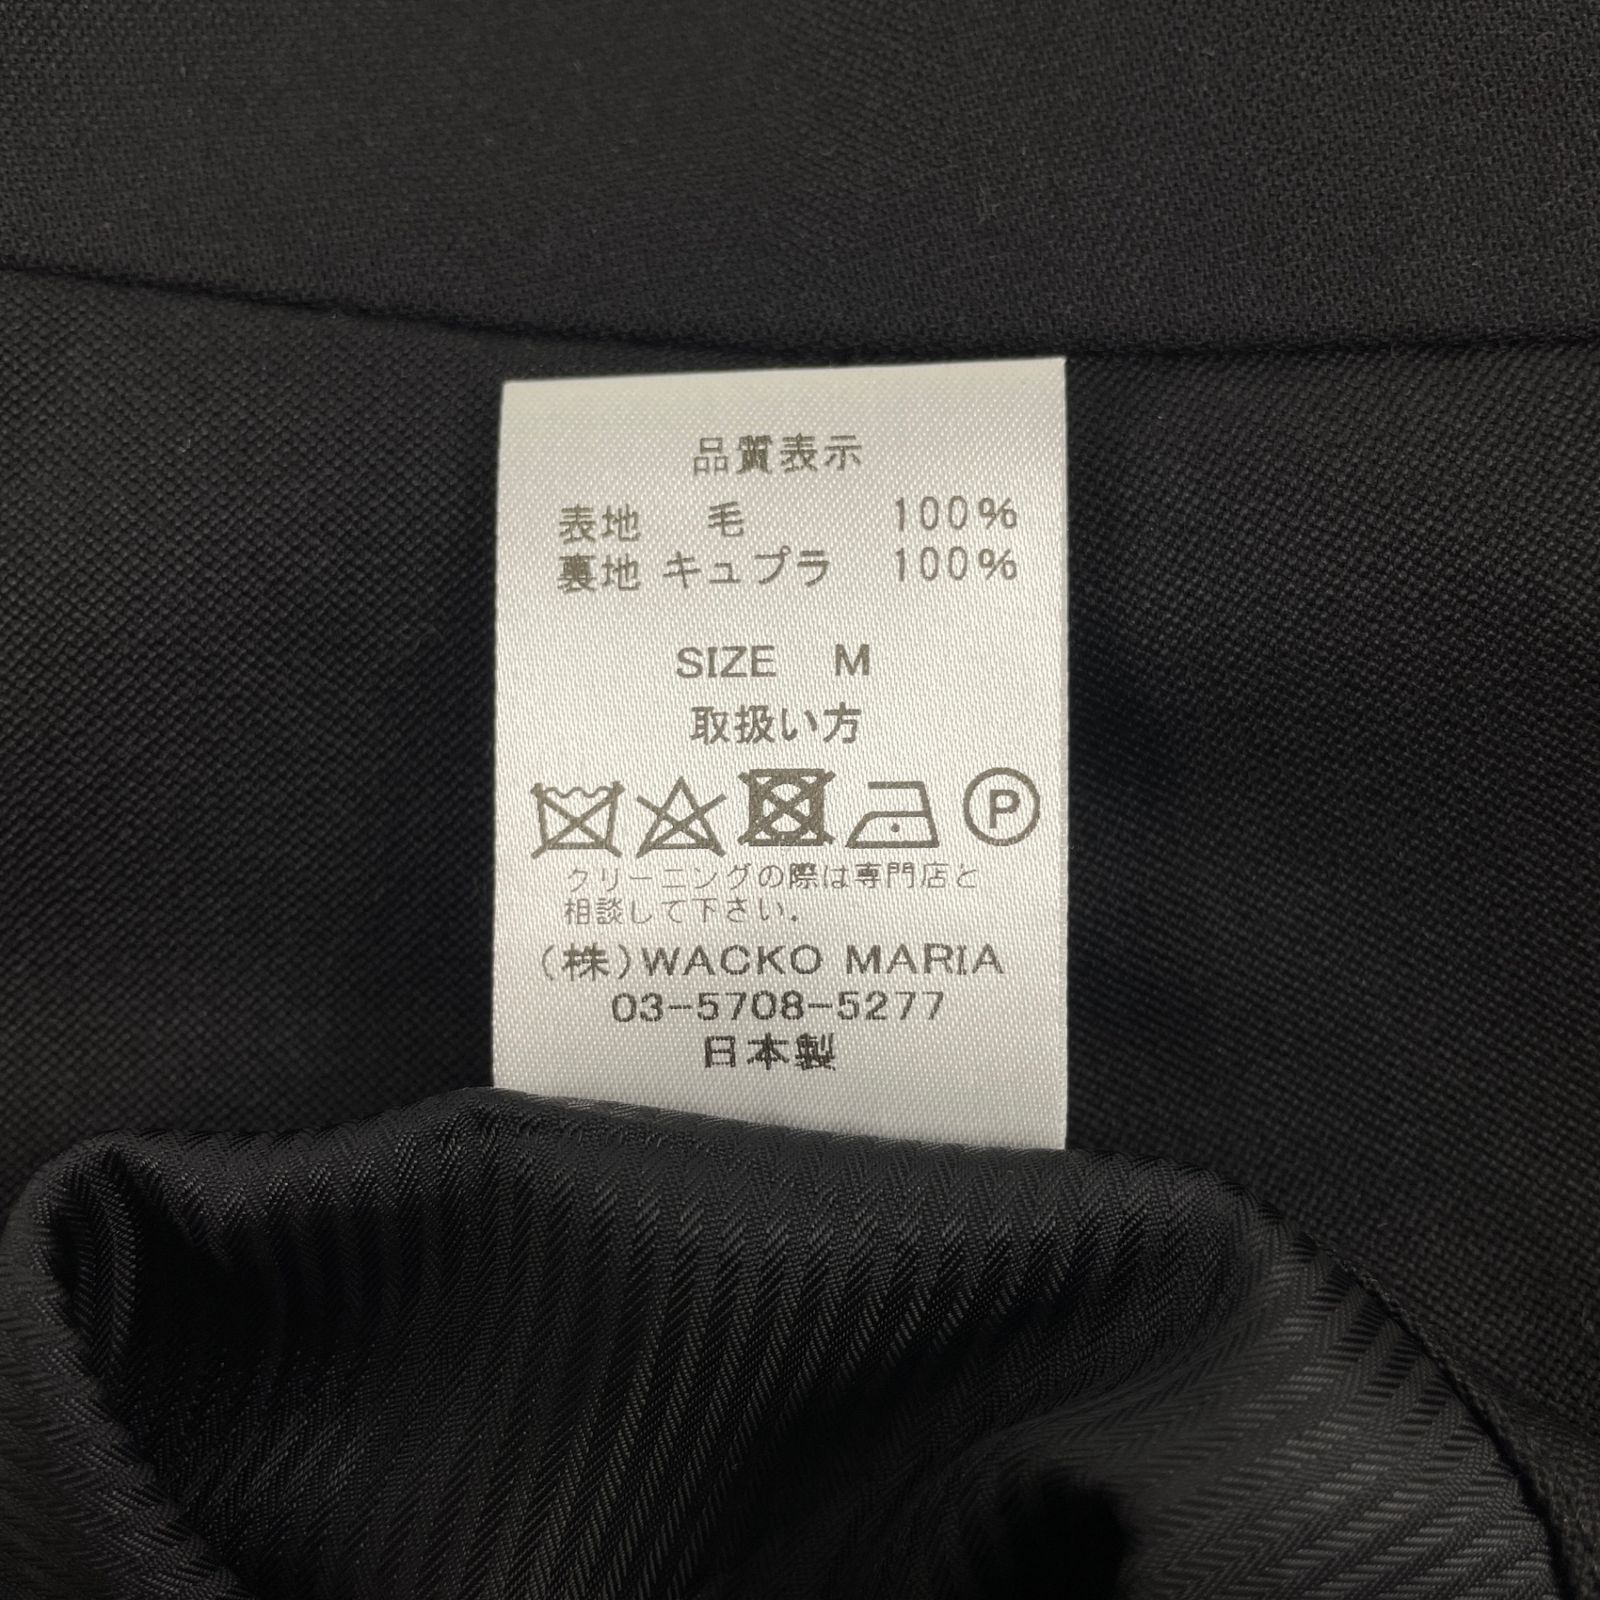 品質表示
表地 毛 100%
裏地 キュプラ 100%
SIZE M
取扱い方
P
クリーニングの際は専門店と
相談して下さい.
(株)WACKO MARIA
03-5708-5277
日本製